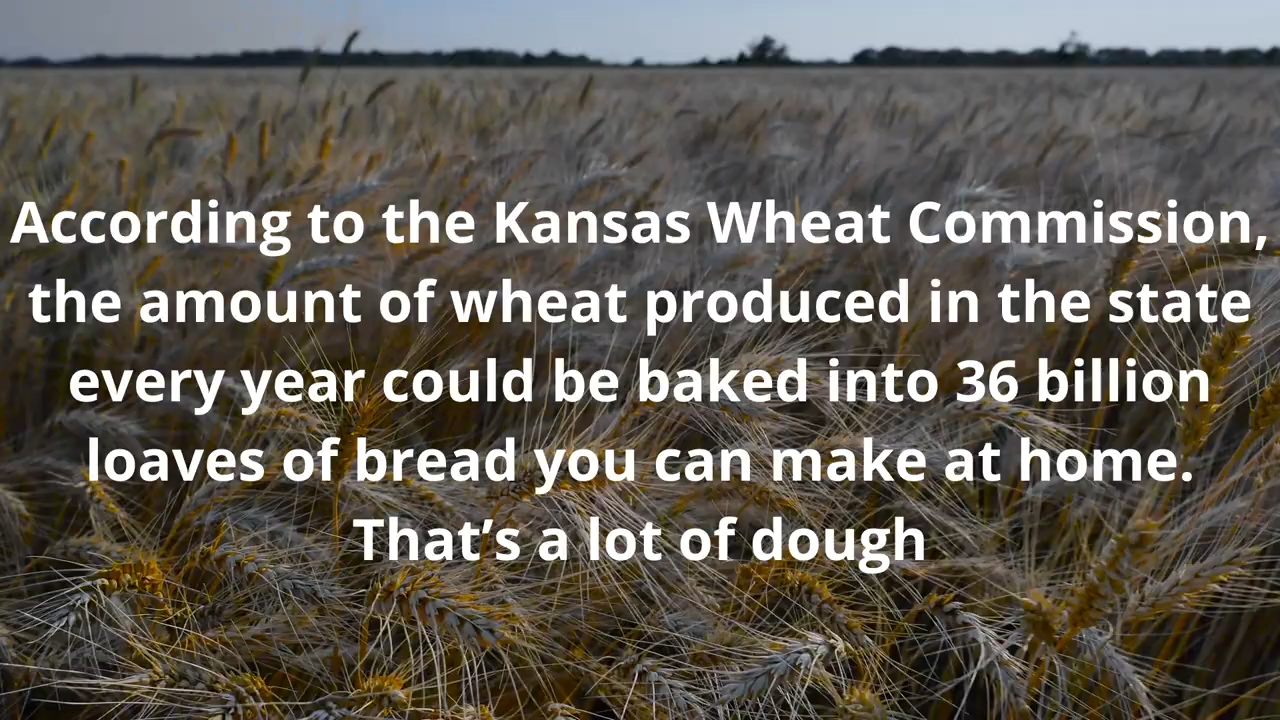 According to the Kansas Wheat Commission,
the amount of wheat produced in the state
every year could be baked into 36 billion
loaves of bread you can make at home.
That’s a lot of dough